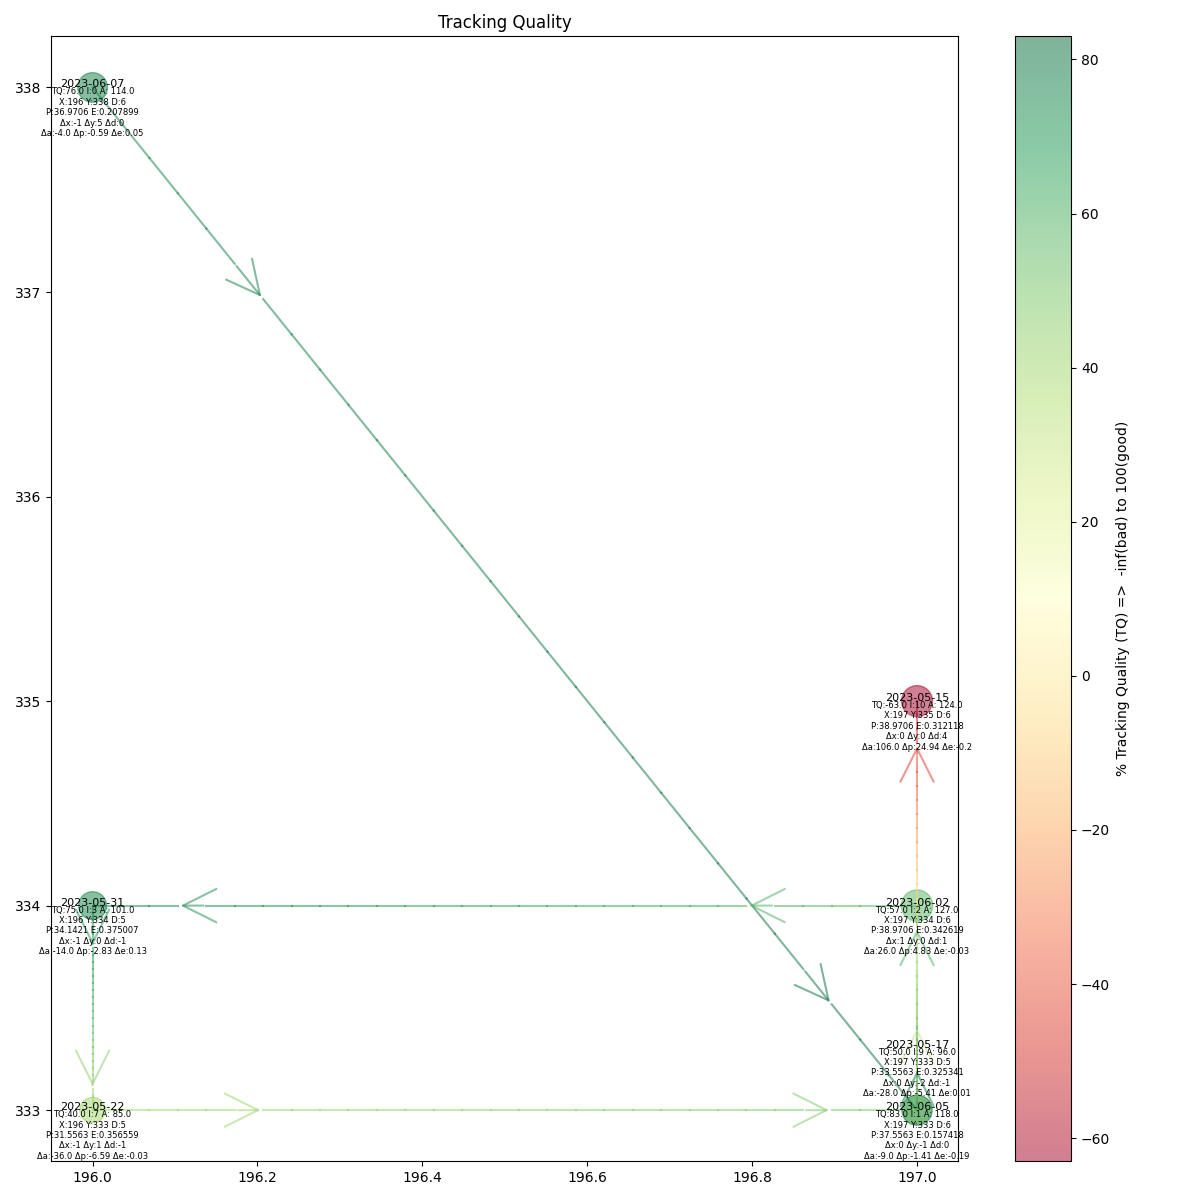 Tracking Quality
338
337
336
335
334
333
196.0
196.2
196.4
196.6
196.8
197.0
2023-06-07
TQ:76.0 I:0 A: 114.0
X:196 Y:338 D:6
P:36.9706 E:0.207899
Δx:-1 Δy:5 Δd:0
Δa:-4.0 Δp:-0.59 Δe:0.05
2023-05-15
TQ:-63.0 I:10 A: 124.0
X:197 Y:335 D:6
P:38.9706 E:0.312118
Δx:0 Δy:0 Δd:4
Δa:106.0 Δp:24.94 Δe:-0.2
2023-05-31
TQ:75.0 I:3 A: 101.0
X:196 Y:334 D:5
P:34.1421 E:0.375007
Δx:-1 Δy:0 Δd:-1
Δa:-14.0 Δp:-2.83 Δe:0.13
2023-06-02
TQ:57.0 I:2 A: 127.0
X:197 Y:334 D:6
P:38.9706 E:0.342619
Δx:1 Δy:0 Δd:1
Δa:26.0 Δp:4.83 Δe:-0.03
2023-05-17
TQ:50.0 I:9 A: 96.0
X:197 Y:333 D:5
P:33.5563 E:0.325341
Δx:0 Δy:-2 Δd:-1
Δa:-28.0 Δp:-5.41 Δe:0.01
2023-05-22
TQ:40.0 I:7 A: 85.0
X:196 Y:333 D:5
P:31.5563 E:0.356559
Δx:-1 Δy:1 Δd:-1
Δa:-36.0 Δp:-6.59 Δe:-0.03
2023-06-05
TQ:83.0 I:1 A: 118.0
X:197 Y:333 D:6
P:37.5563 E:0.157418
Δx:0 Δy:-1 Δd:0
Δa:-9.0 Δp:-1.41 Δe:-0.19
80
60
40
20
0
−20
−40
−60
% Tracking Quality (TQ) => -inf(bad) to 100(good)